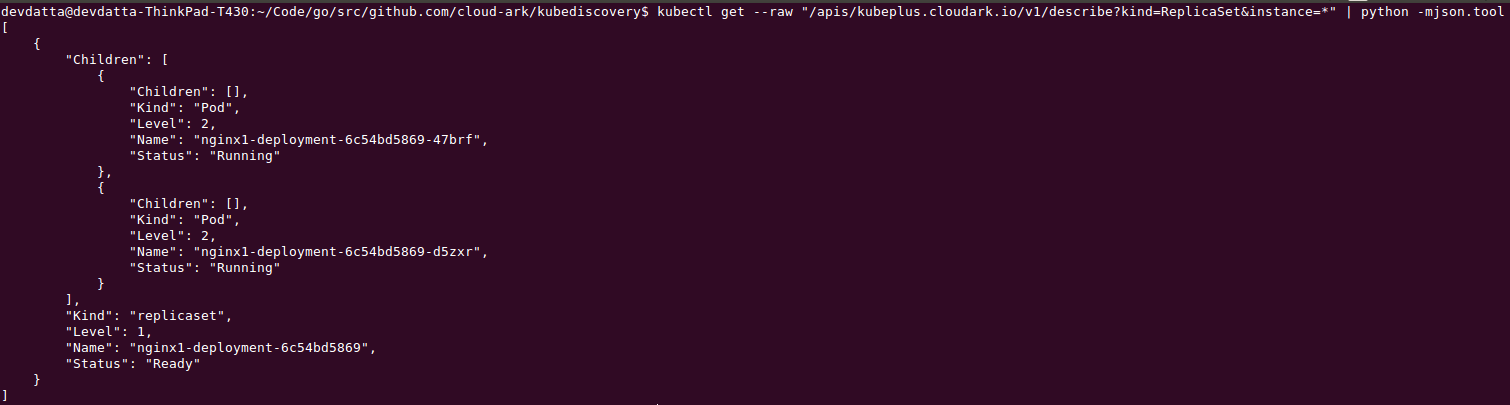 devdatta@devdatta-ThinkPad-T430:~/Code/go/src/github.com/cloud-ark/kubediscovery$ kubectl get --raw "/apis/kubeplus.cloudark.io/v1/describe?kind=ReplicaSet&instance=*" | python -mjson.tool
[
    {
        "Children": [
            {
                "Children": [],
                "Kind": "Pod",
                "Level": 2,
                "Name": "nginx1-deployment-6c54bd5869-47brf",
                "Status": "Running"
            },
            {
                "Children": [],
                "Kind": "Pod",
                "Level": 2,
                "Name": "nginx1-deployment-6c54bd5869-d5zxr",
                "Status": "Running"
            }
        ],
        "Kind": "replicaset",
        "Level": 1,
        "Name": "nginx1-deployment-6c54bd5869",
        "Status": "Ready"
    }
]